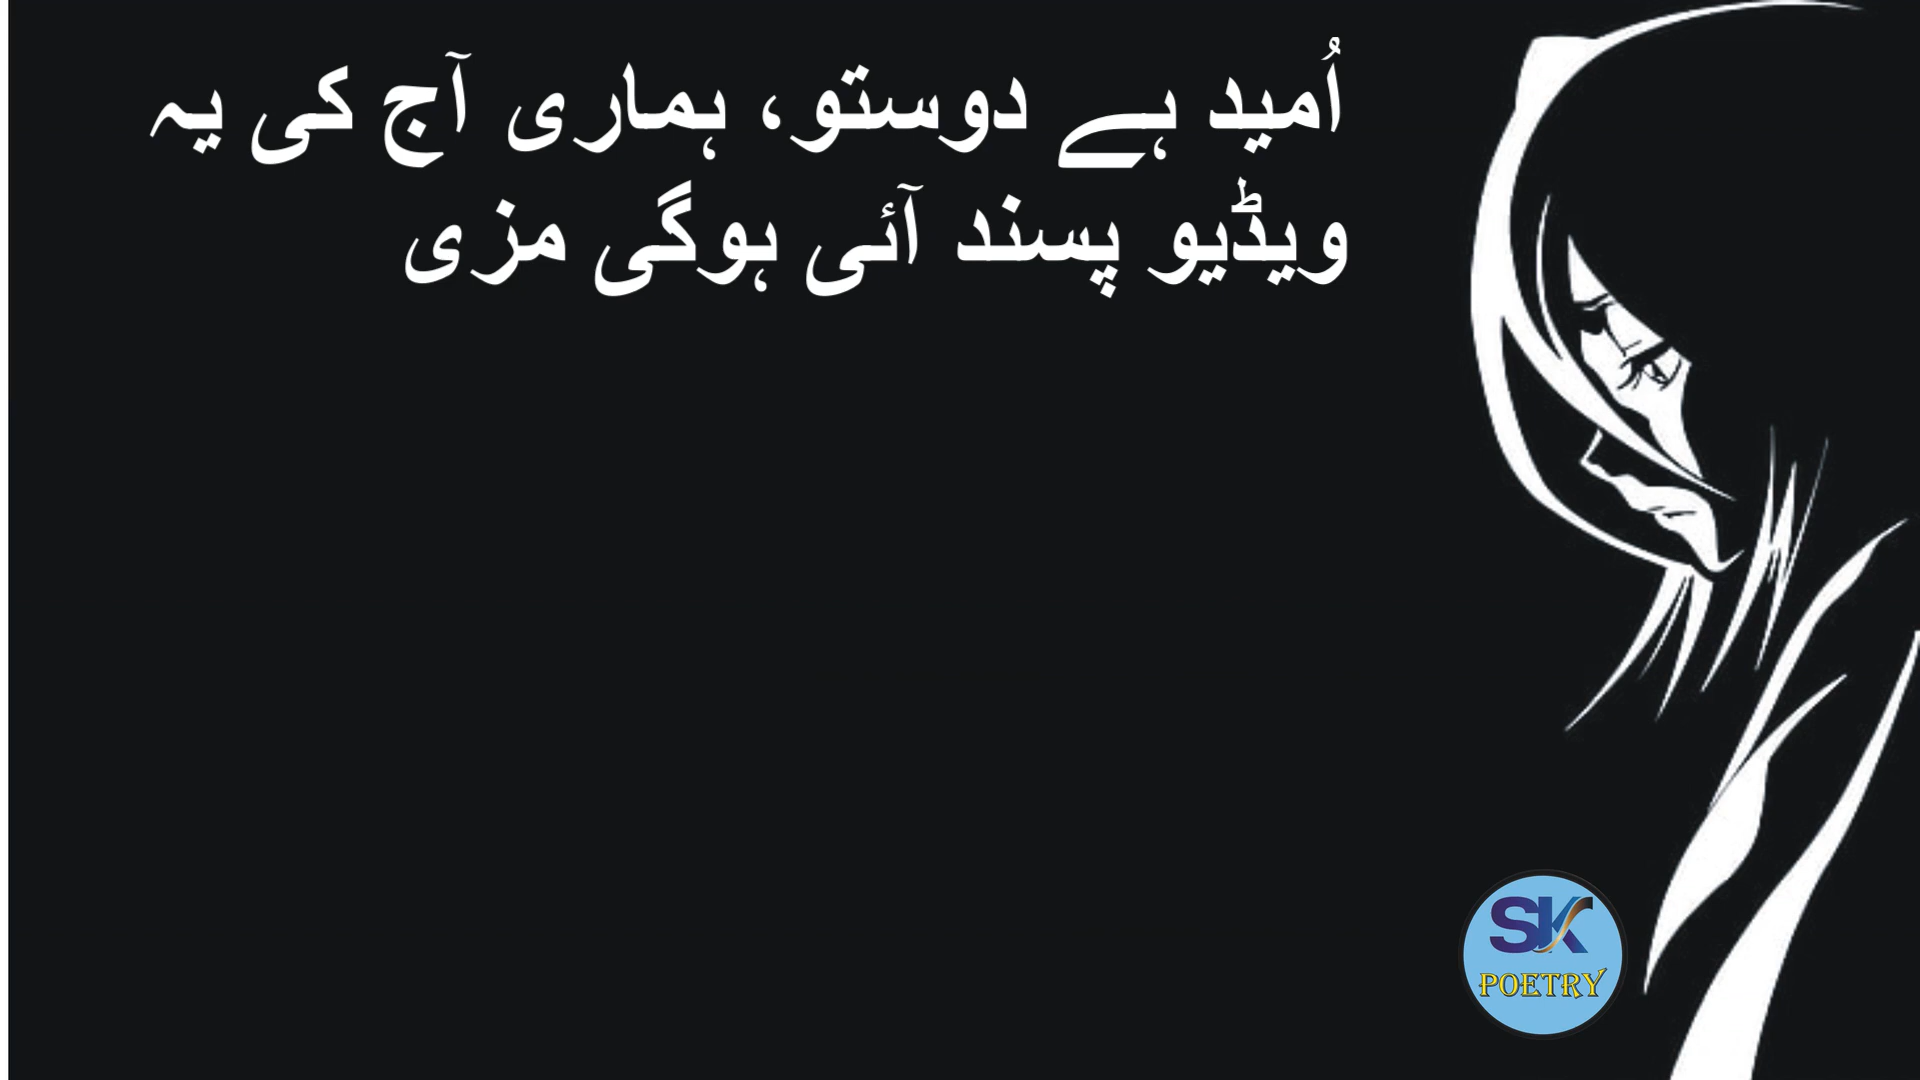 اُمید ہے دوستو، ہماری آج کی یہ
ویڈیو پسند آئی ہوگی مزی
SK
POETRY